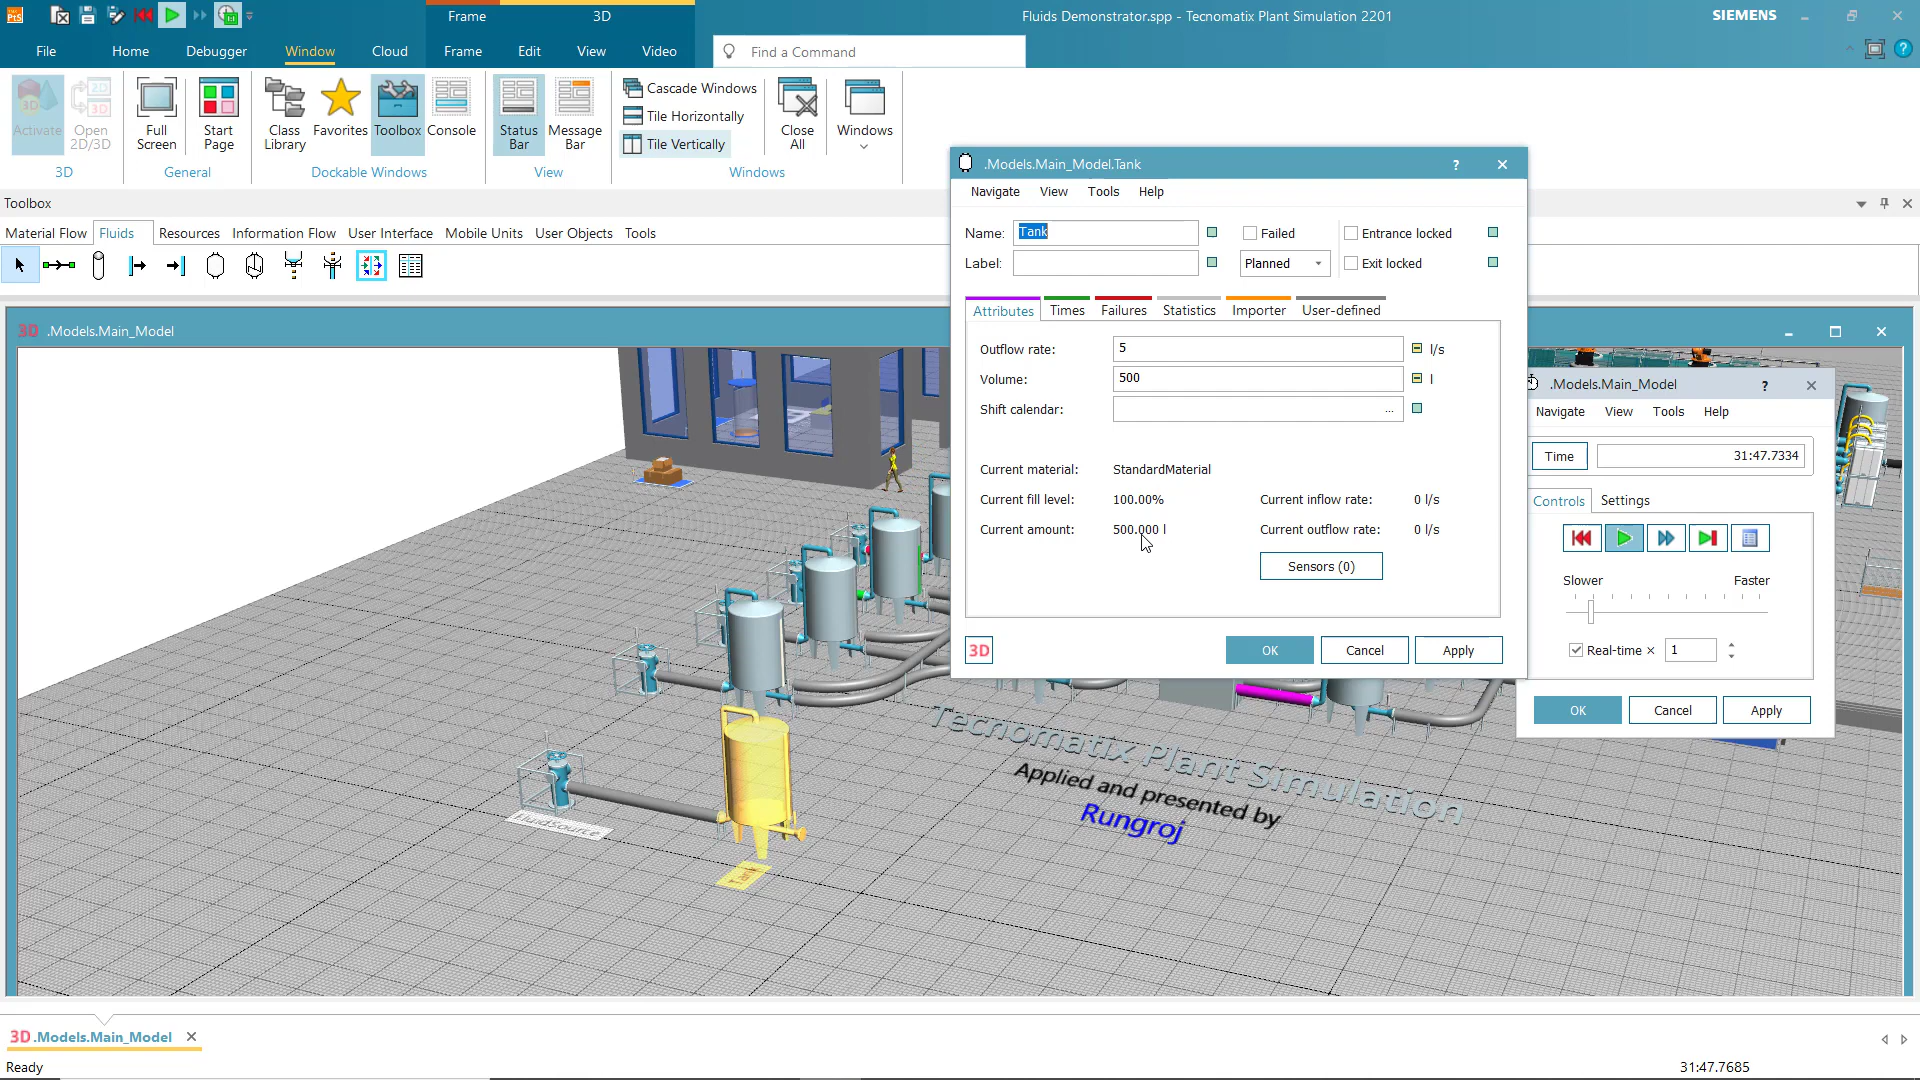 Frame
3D
Fluids Demonstrator.spp - Tecnomatix Plant Simulation 2201
SIEMENS
File
Home
Debugger
Window
Cloud
Frame
Edit
View
Video
Find a Command
Activate
Open 2D/3D
Full Screen
Start Page
Class Library
Favorites
Toolbox
Console
Status Bar
Message Bar
Cascade Windows
Tile Horizontally
Tile Vertically
Close All
Windows
3D
General
Dockable Windows
View
Windows
Toolbox
Material Flow
Fluids
Resources
Information Flow
User Interface
Mobile Units
User Objects
Tools
3D .Models.Main_Model
.Models.Main_Model.Tank
?
Navigate
View
Tools
Help
Name: Tank
Failed
Entrance locked
Label:
Planned
Exit locked
Attributes
Times
Failures
Statistics
Importer
User-defined
Outflow rate: 5 l/s
Volume: 500 l
Shift calendar: ...
Current material: StandardMaterial
Current fill level: 100.00%
Current inflow rate: 0 l/s
Current amount: 500.000 l
Current outflow rate: 0 l/s
Sensors (0)
3D
OK
Cancel
Apply
.Models.Main_Model
?
Navigate
View
Tools
Help
Time
31:47.7334
Controls
Settings
Slower
Faster
Real-time ×
1
OK
Cancel
Apply
FluidSource
Tecnomatix Plant Simulation
Applied and presented by
Rungroj
3D .Models.Main_Model
Ready
31:47.7685